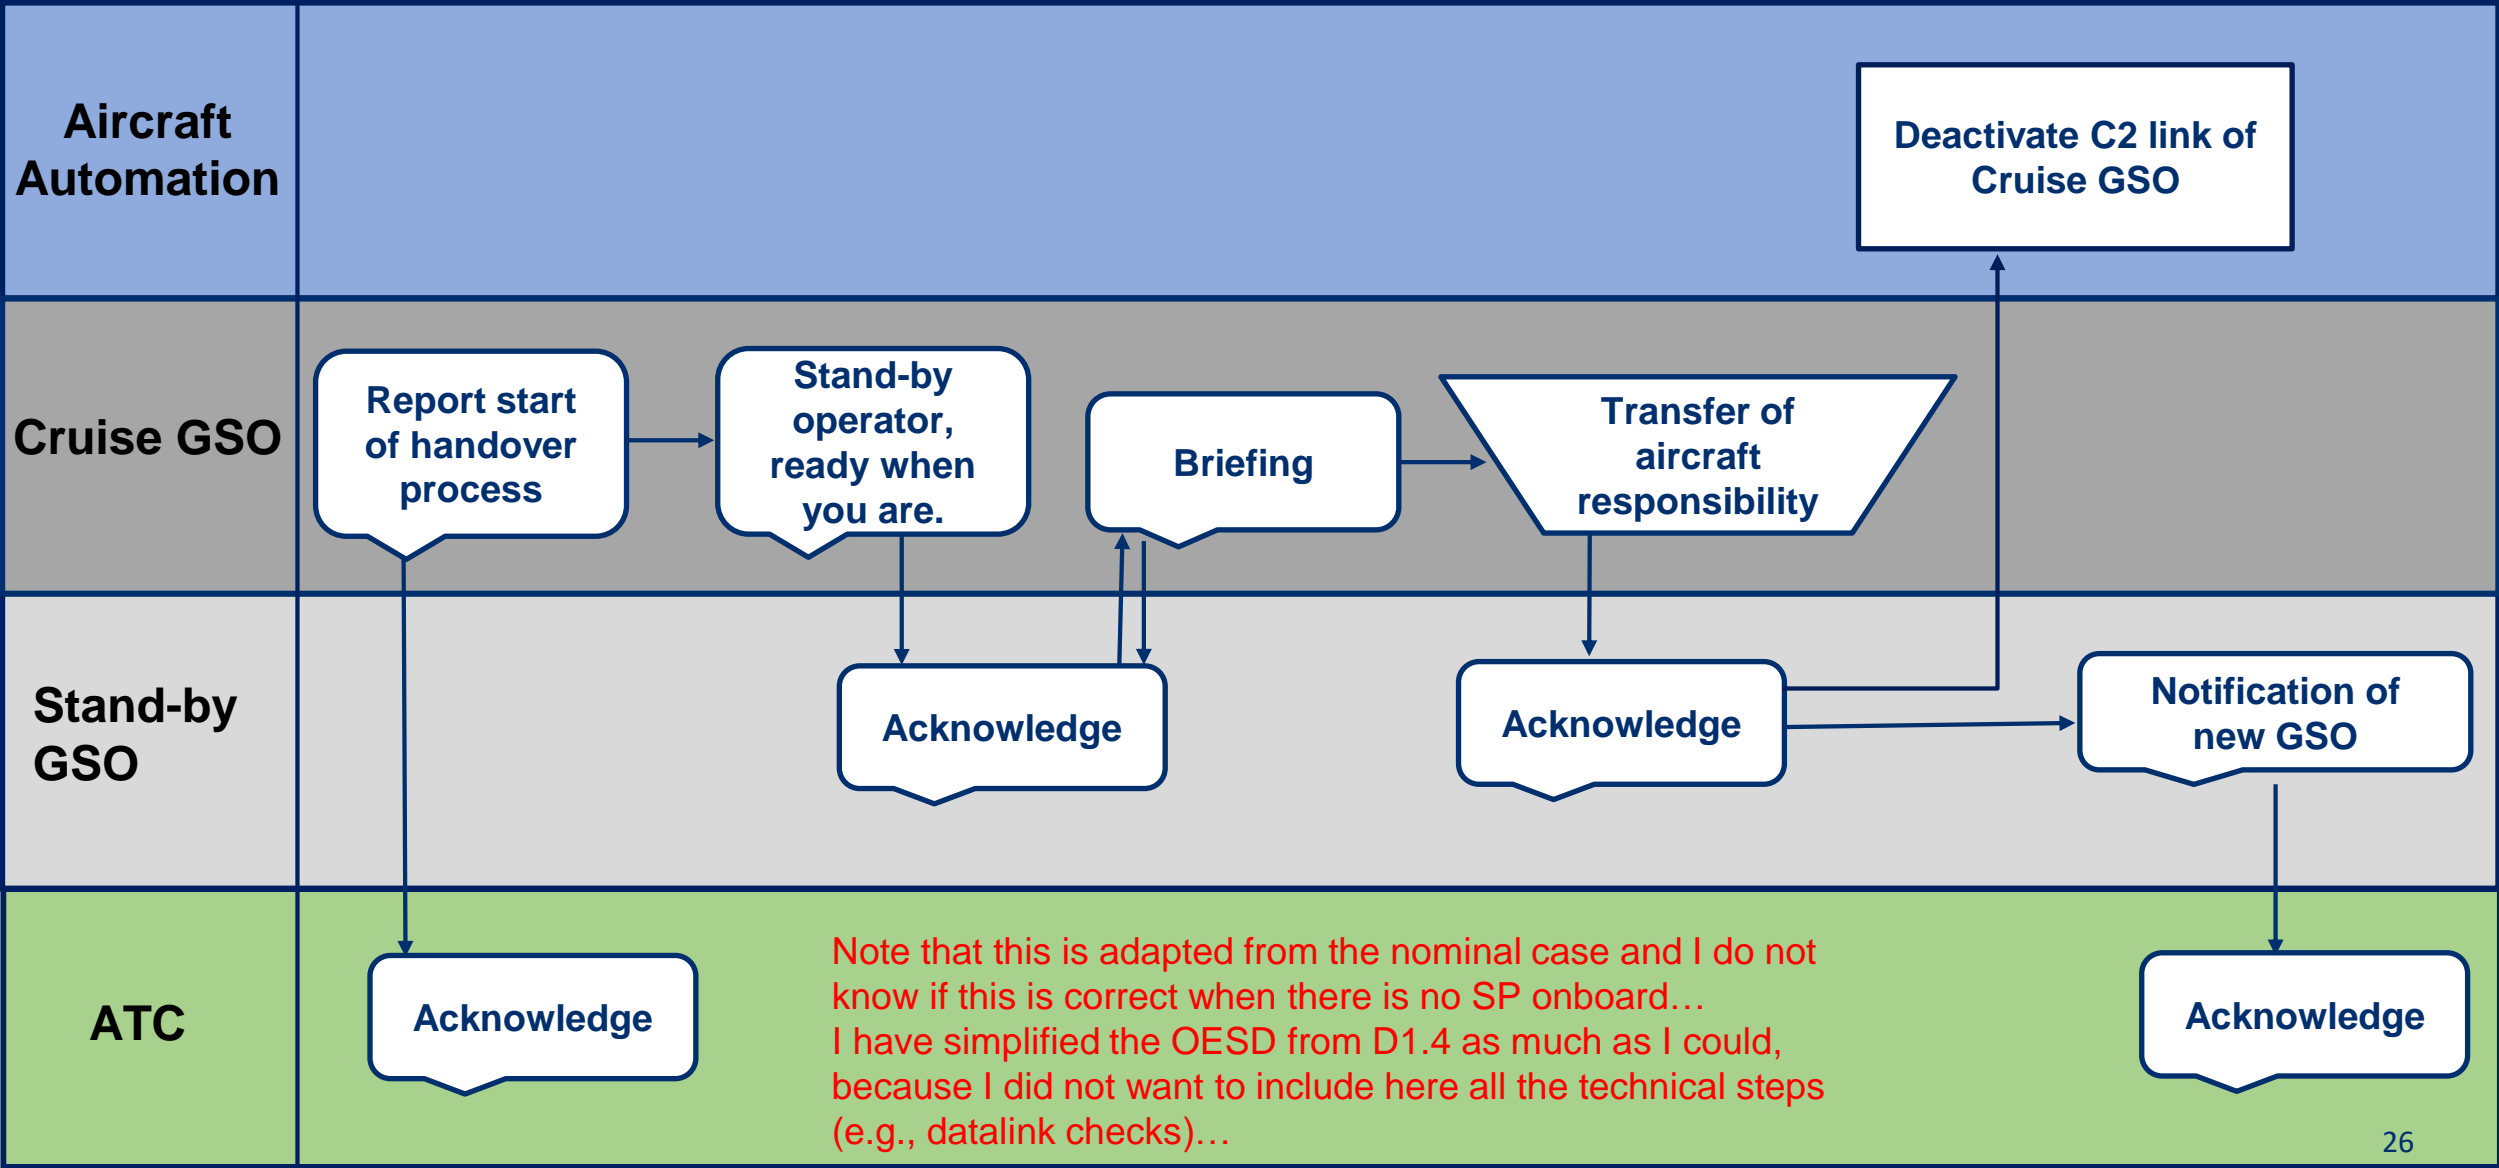 Aircraft
Automation
Deactivate C2 link of
Cruise GSO
Cruise GSO
Report start
of handover
process
Stand-by
operator,
ready when
you are.
Briefing
Transfer of
aircraft
responsibility
Stand-by
GSO
Acknowledge
Acknowledge
Notification of
new GSO
ATC
Acknowledge
Note that this is adapted from the nominal case and I do not
know if this is correct when there is no SP onboard…
I have simplified the OESD from D1.4 as much as I could,
because I did not want to include here all the technical steps
(e.g., datalink checks)…
Acknowledge
26